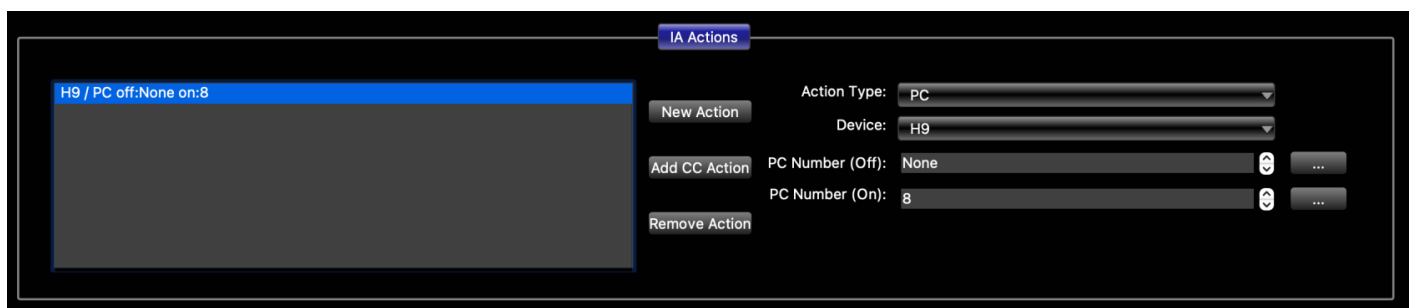 IA Actions
H9 / PC off:None on:8
New Action
Add CC Action
Remove Action
Action Type: PC
Device: H9
PC Number (Off): None ...
PC Number (On): 8 ...